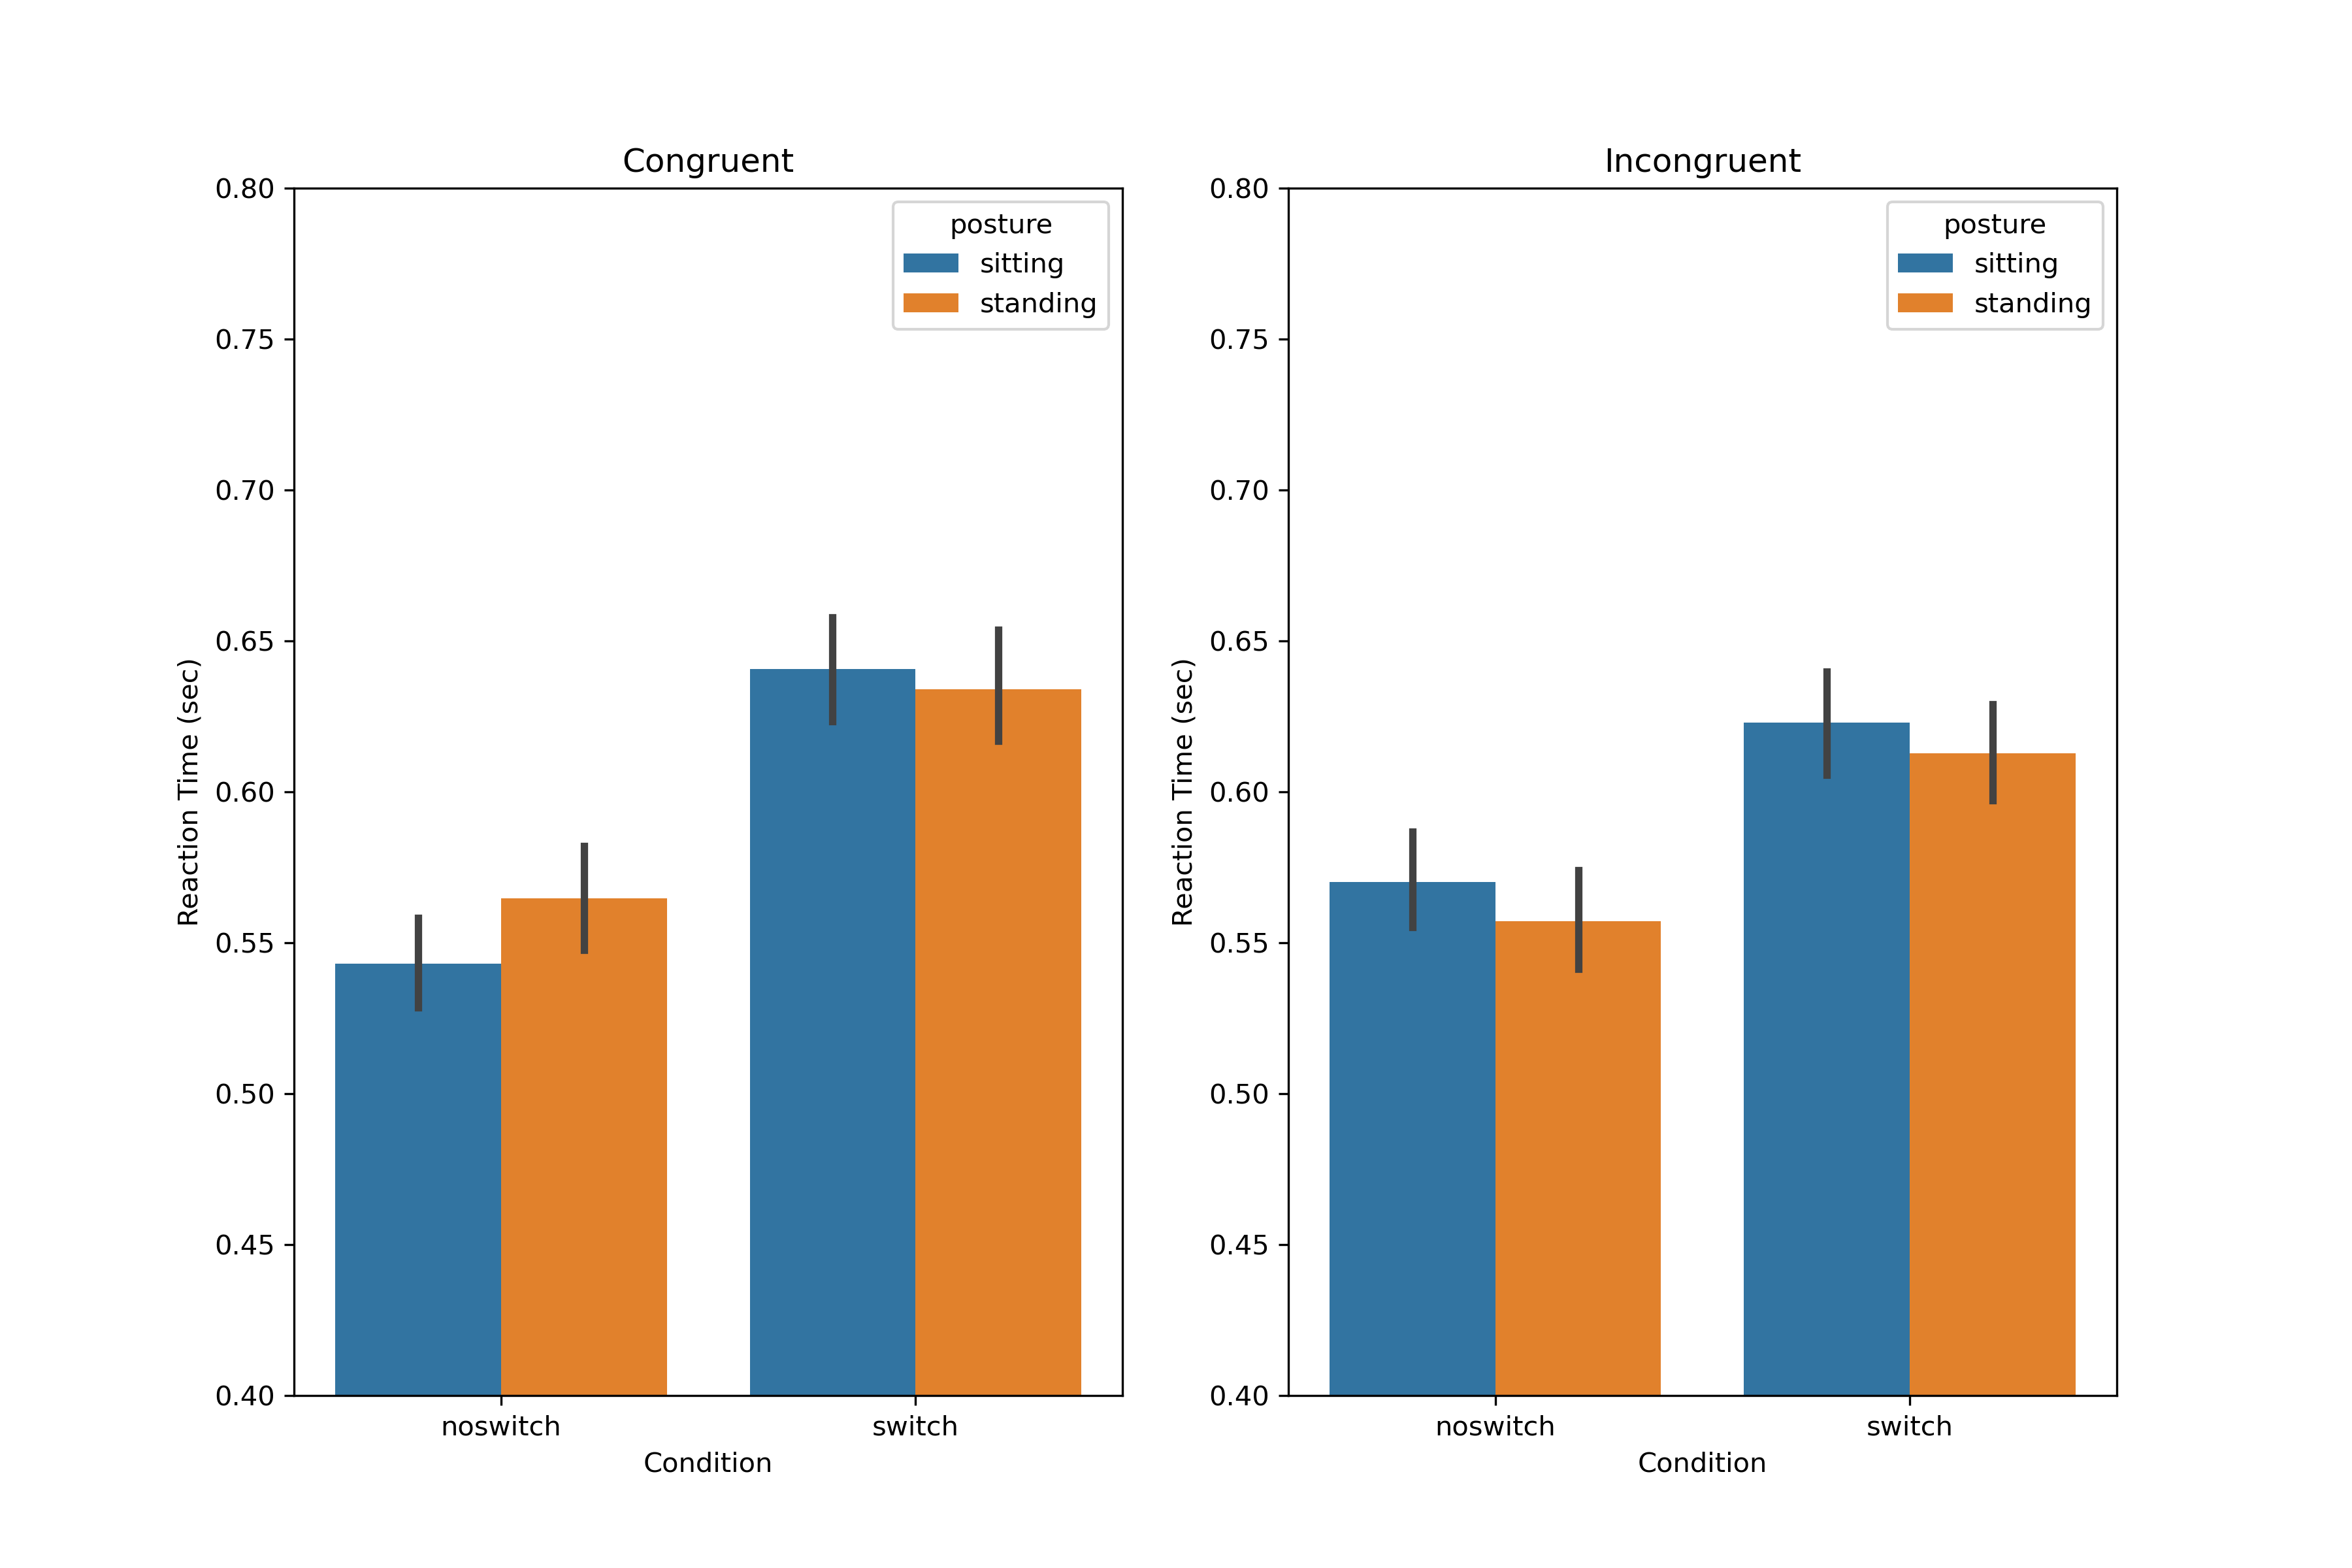 Congruent
0.80
0.75
0.70
0.65
0.60
0.55
0.50
0.45
0.40
Reaction Time (sec)
posture
sitting
standing
noswitch switch
Condition
Incongruent
0.80
0.75
0.70
0.65
0.60
0.55
0.50
0.45
0.40
Reaction Time (sec)
posture
sitting
standing
noswitch switch
Condition